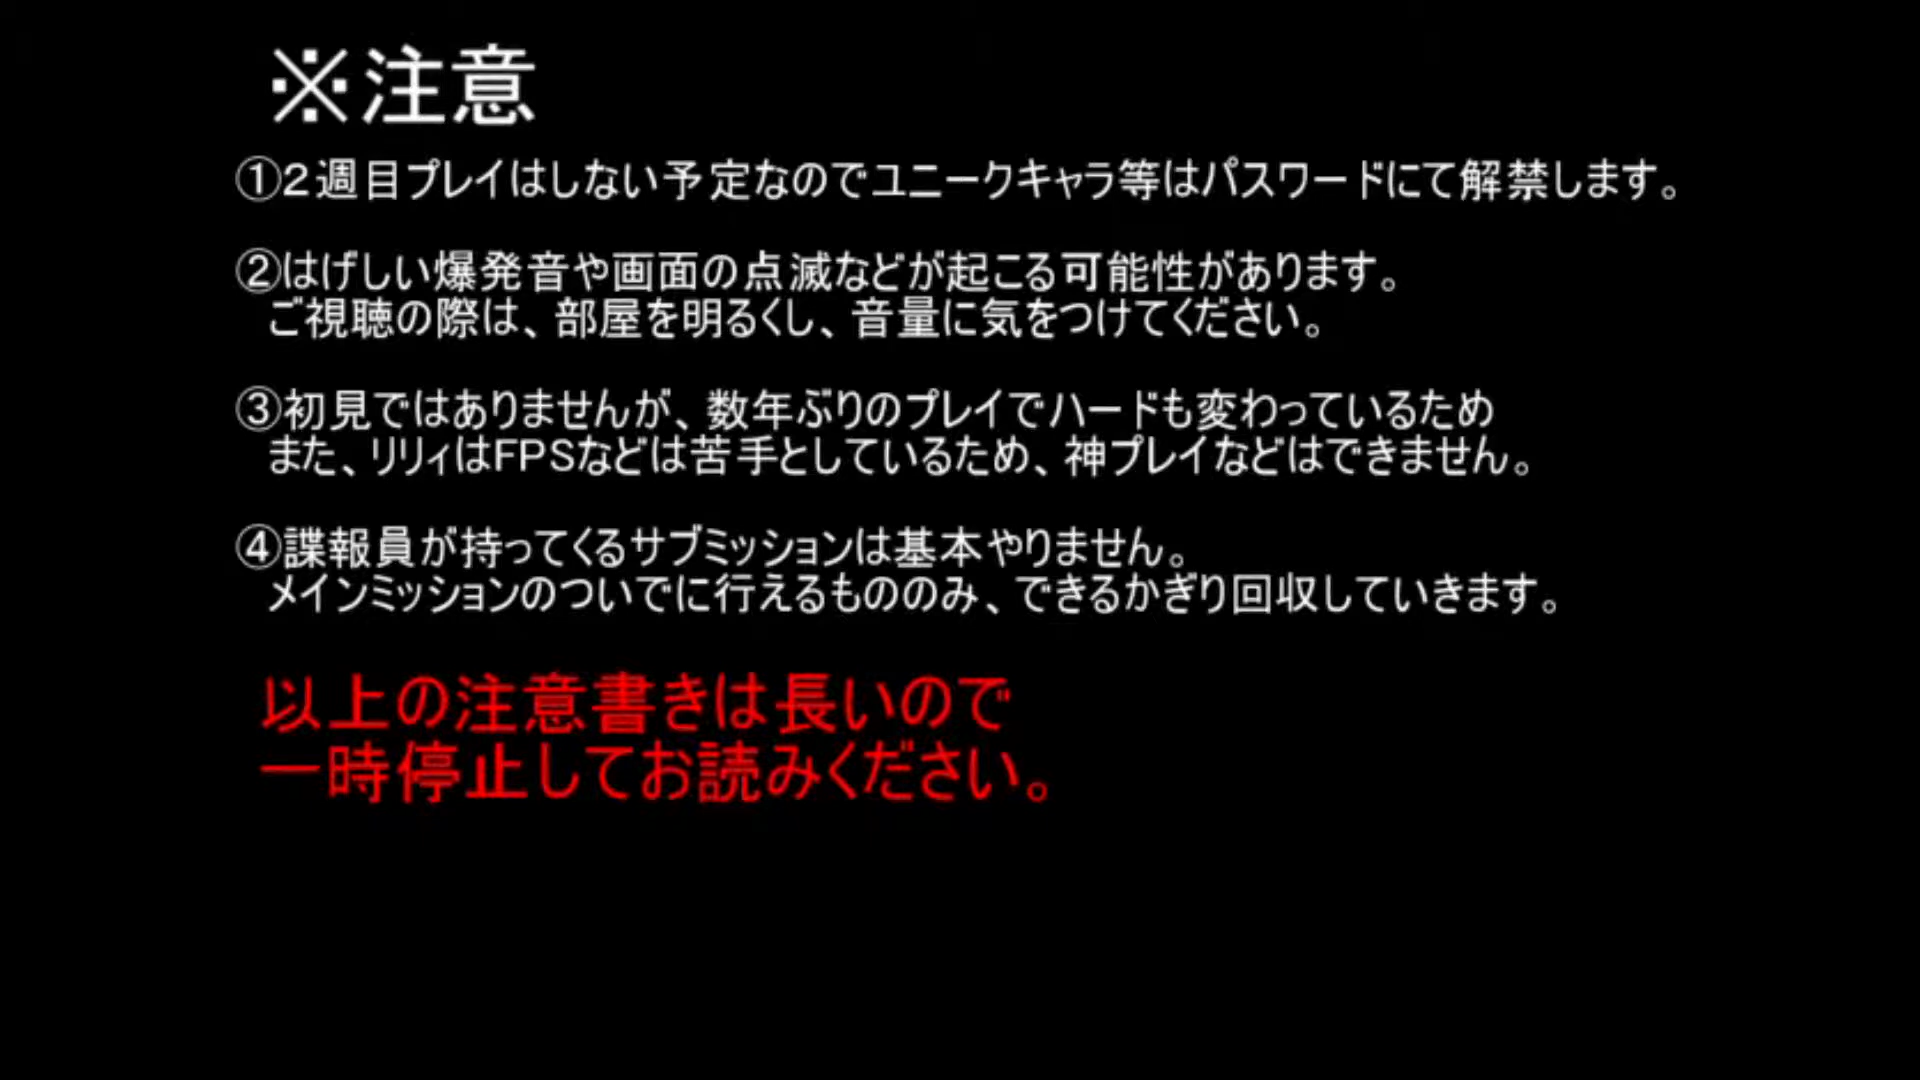 ※注意
①2週目プレイはしない予定なのでユニークキャラ等はパスワードにて解禁します。
②はげしい爆発音や画面の点滅などが起こる可能性があります。
ご視聴の際は、部屋を明るくし、音量に気をつけてください。
③初見ではありませんが、数年ぶりのプレイでハードも変わっているため
また、リリィはFPSなどは苦手としているため、神プレイなどはできません。
④諜報員が持ってくるサブミッションは基本やりません。
メインミッションのついでに行えるもののみ、できるかぎり回収していきます。
以上の注意書きは長いので
一時停止してお読みください。